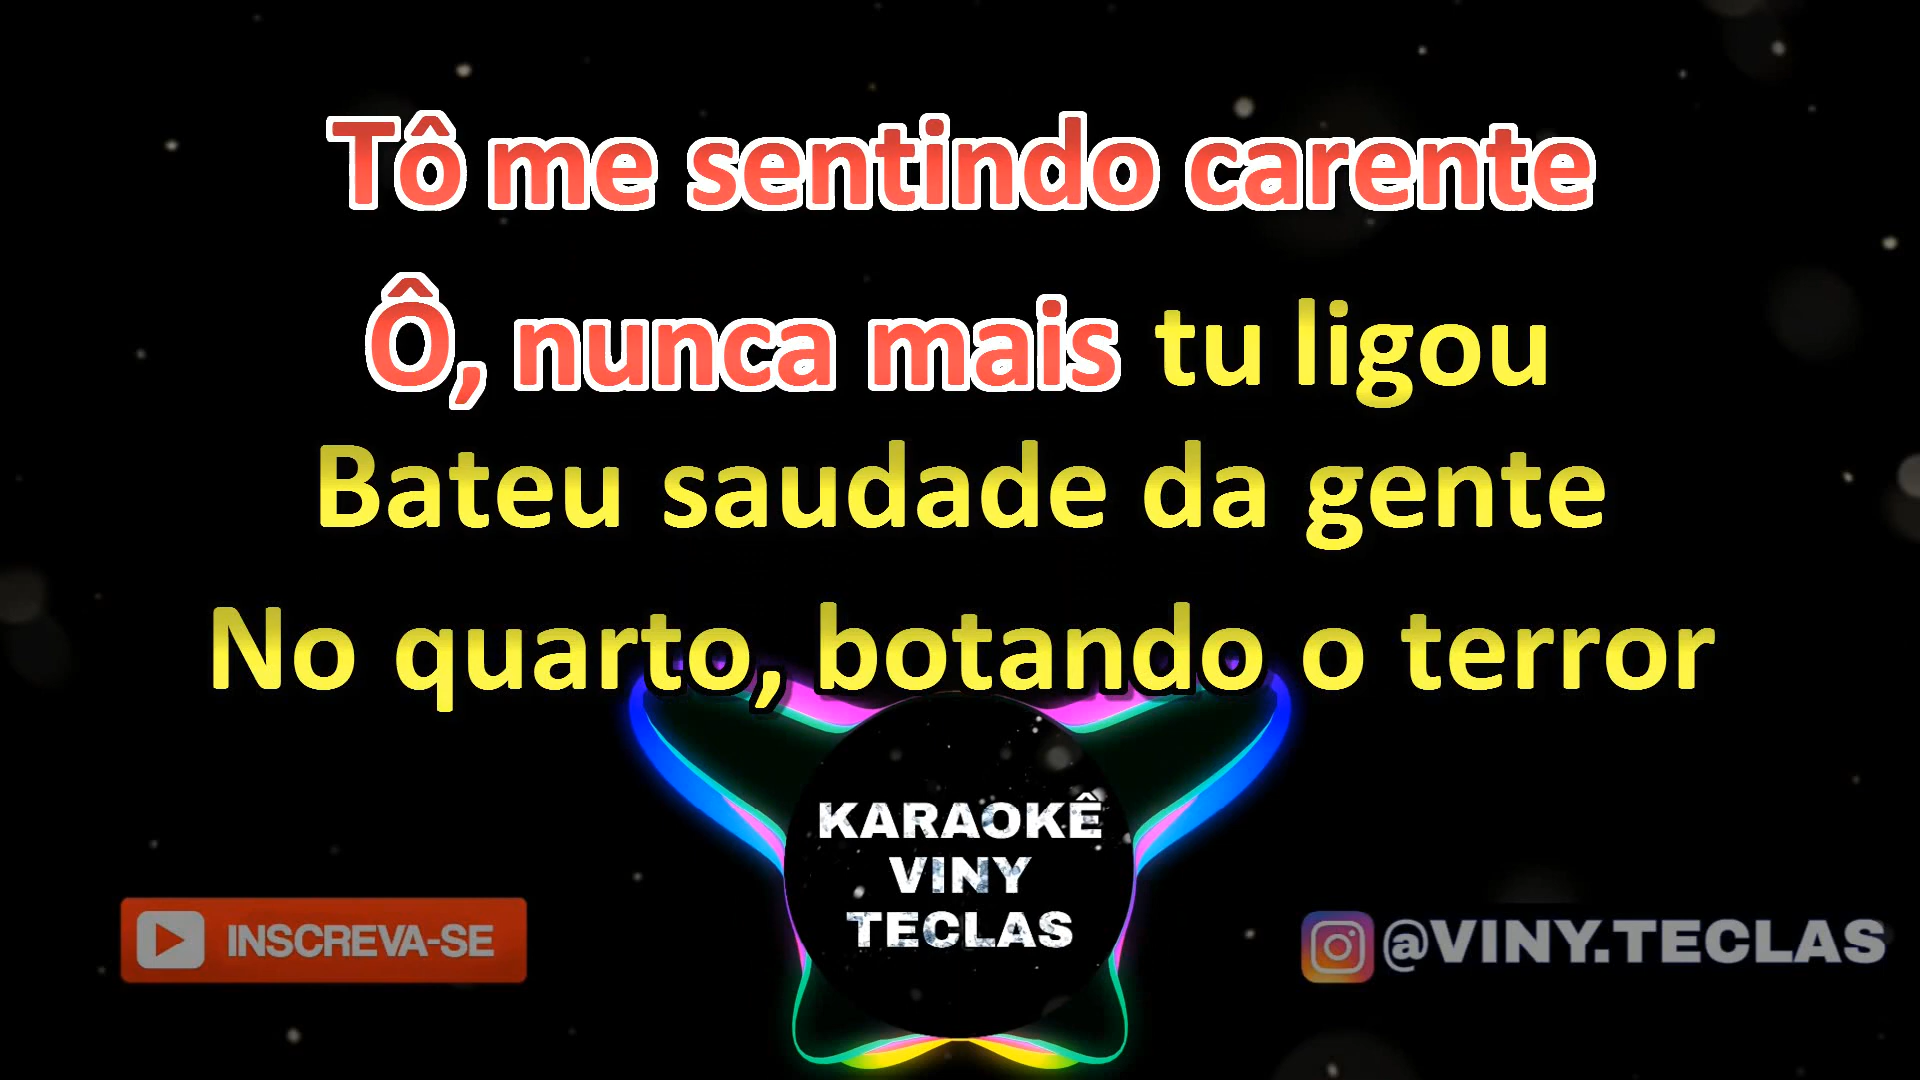 Tô me sentindo carente
Ô, nunca mais tu ligou
Bateu saudade da gente
No quarto, botando o terror
KARAOKÊ
VINY
TECLAS
INSCREVA-SE
@VINY.TECLAS